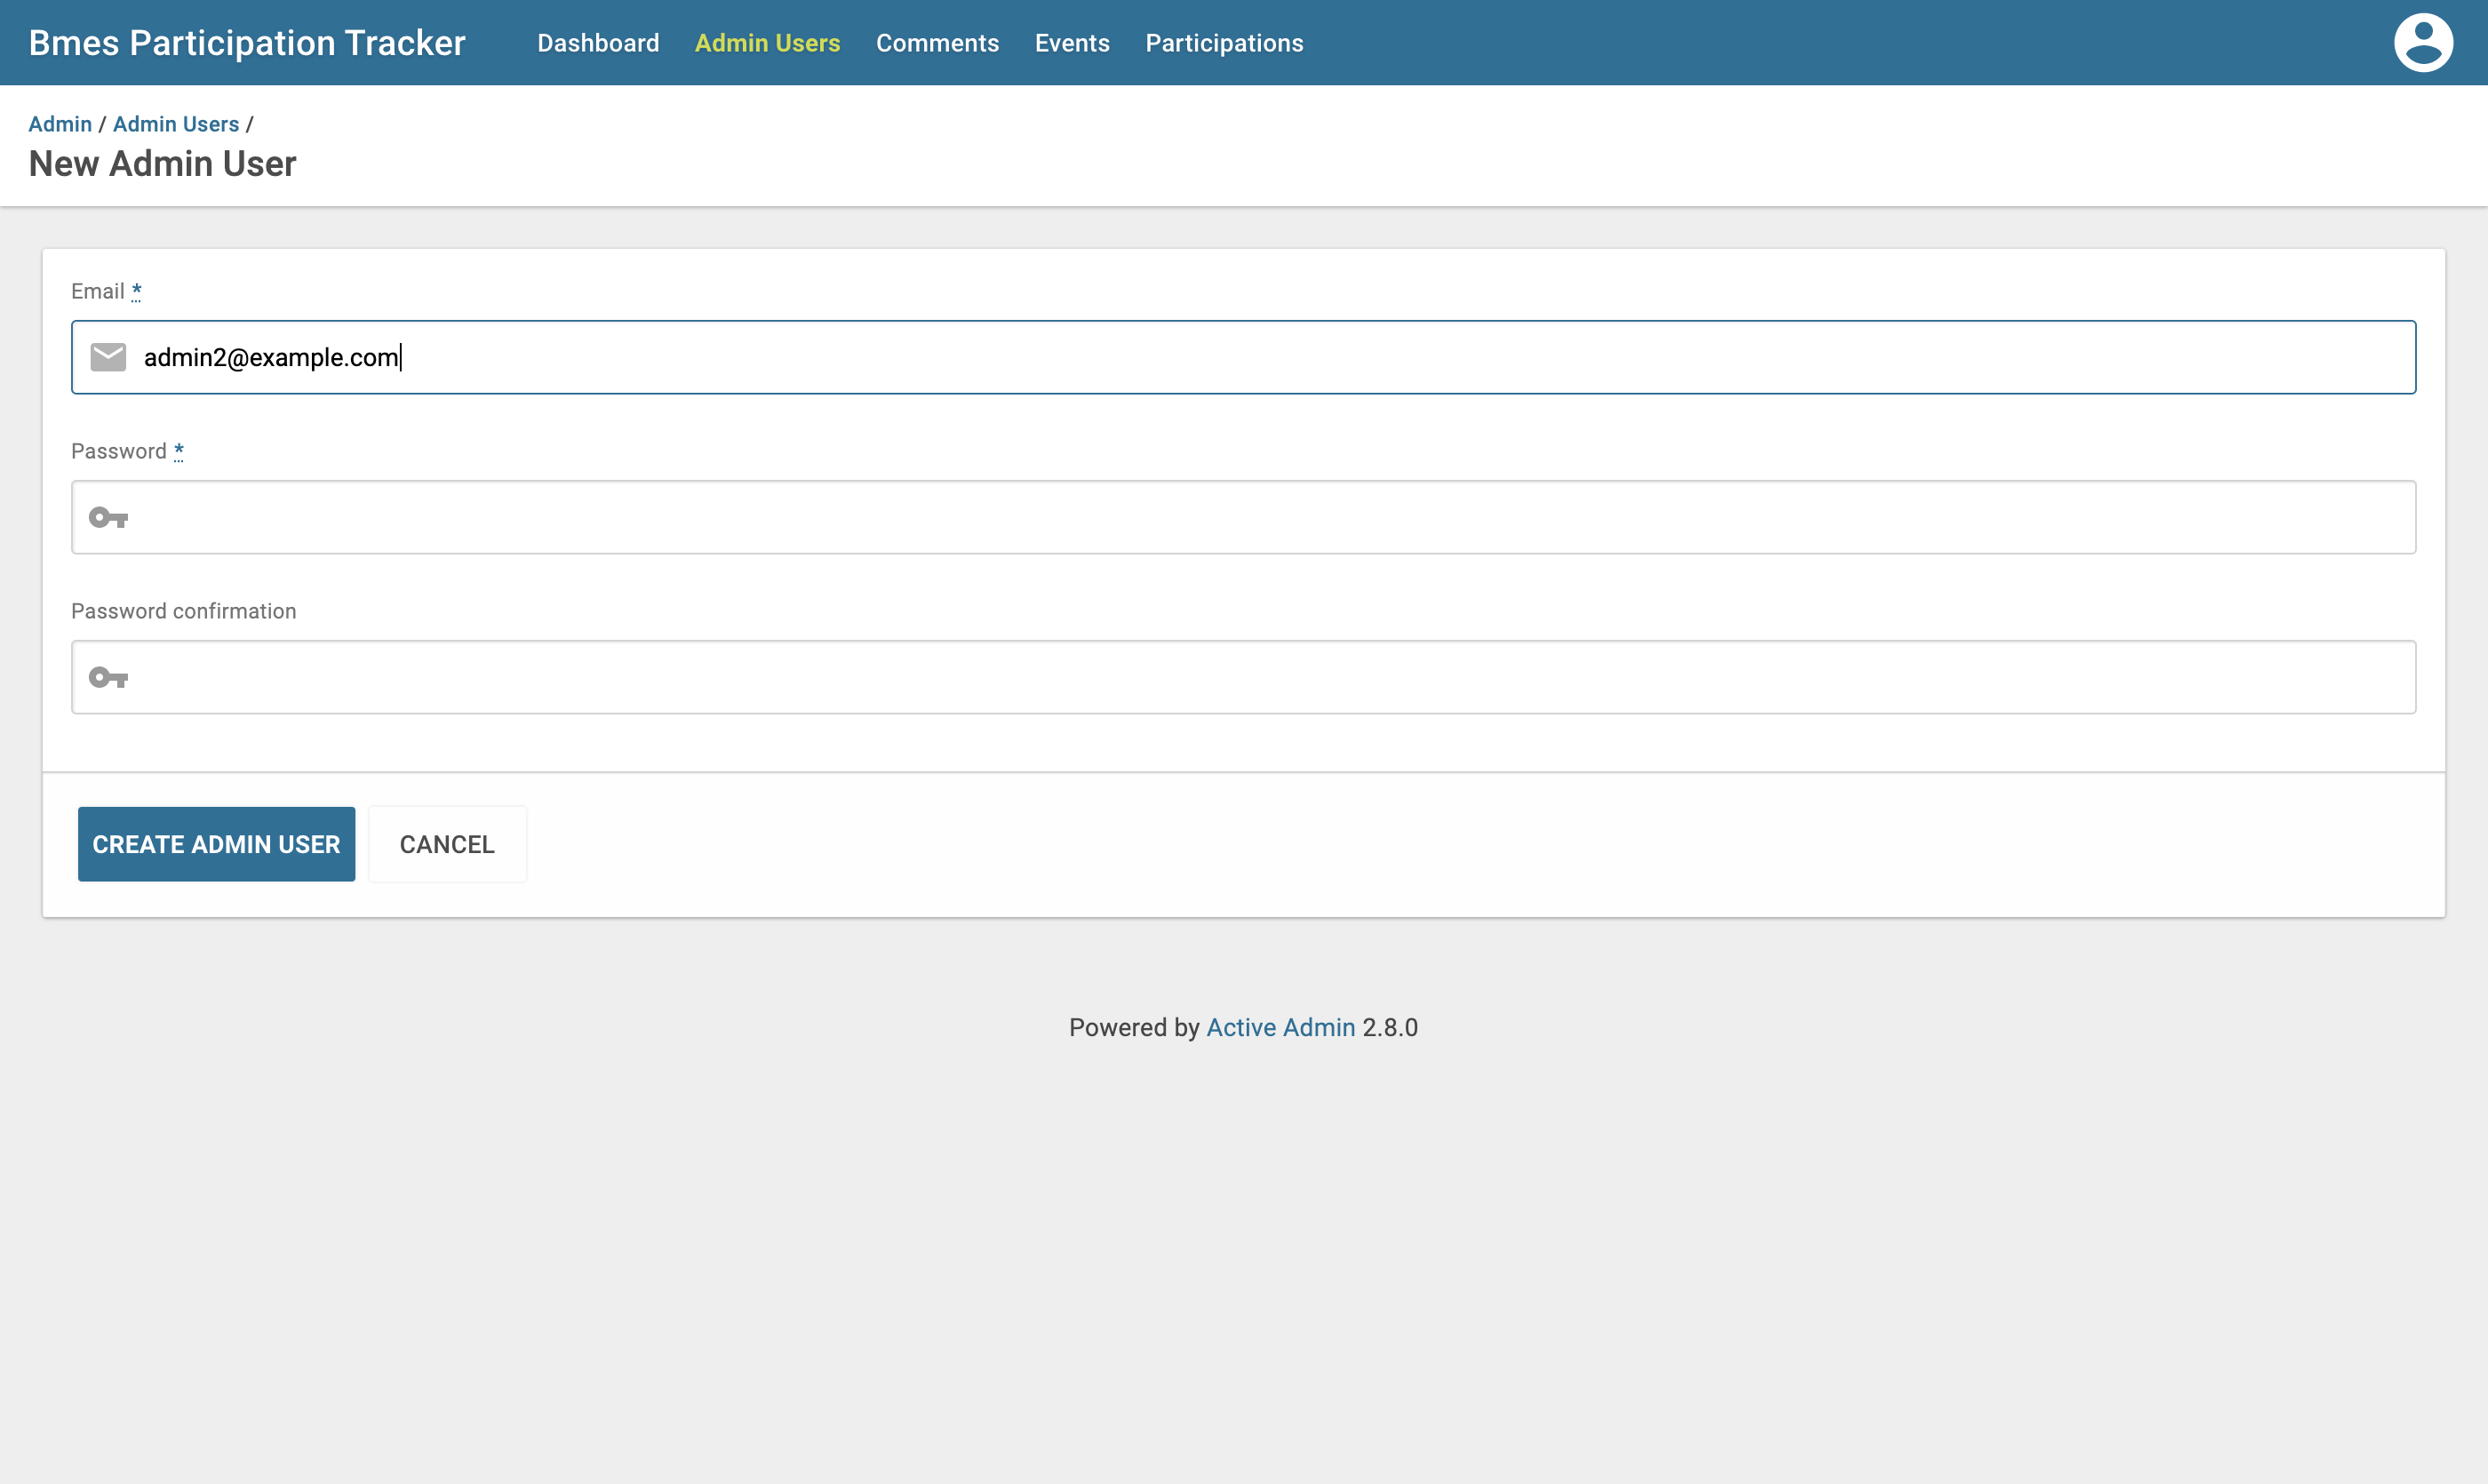 Bmes Participation Tracker Dashboard Admin Users Comments Events Participations
Admin / Admin Users /
New Admin User
Email *
admin2@example.com
Password *
Password confirmation
CREATE ADMIN USER CANCEL
Powered by Active Admin 2.8.0